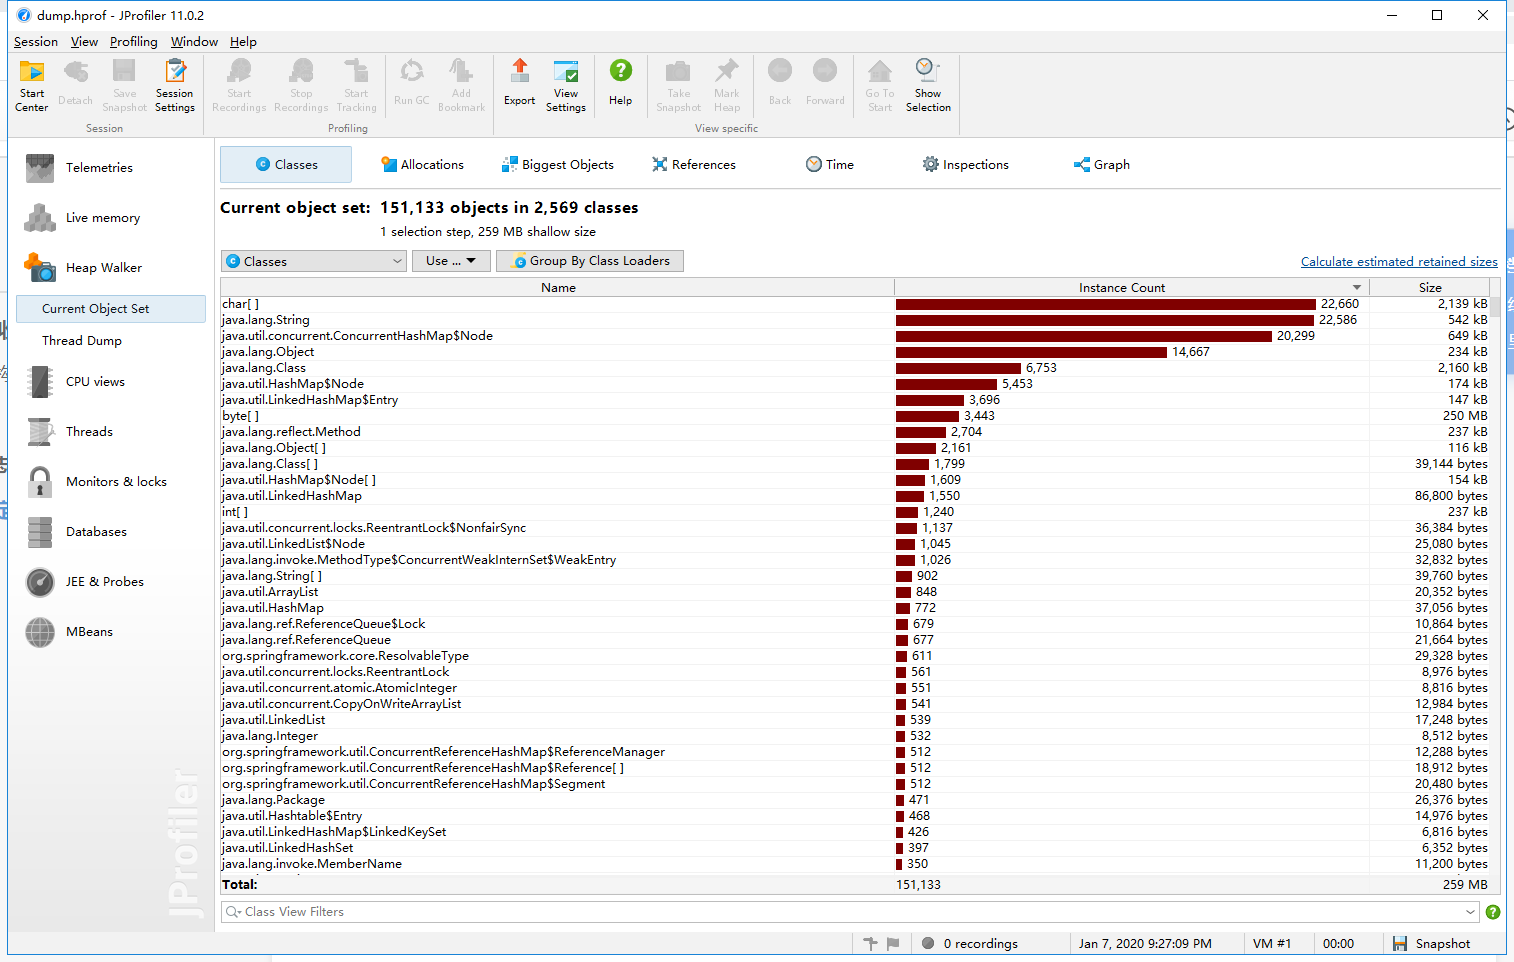 dump.hprof - JProfiler 11.0.2
Session View Profiling Window Help
Start Center
Detach
Save Snapshot
Session Settings
Start Recordings
Stop Recordings
Start Tracking
Run GC
Add Bookmark
Export
View Settings
Help
Take Snapshot
Mark Heap
Back
Forward
Go To Start
Show Selection
Session
Profiling
View specific
Telemetries
Live memory
Heap Walker
Current Object Set
Thread Dump
CPU views
Threads
Monitors & locks
Databases
JEE & Probes
MBeans
JProfiler
Classes Allocations Biggest Objects References Time Inspections Graph
Current object set: 151,133 objects in 2,569 classes
1 selection step, 259 MB shallow size
Classes Use ... Group By Class Loaders Calculate estimated retained sizes
Name Instance Count Size
char[ ] 22,660 2,139 kB
java.lang.String 22,586 542 kB
java.util.concurrent.ConcurrentHashMap$Node 20,299 649 kB
java.lang.Object 14,667 234 kB
java.lang.Class 6,753 2,160 kB
java.util.HashMap$Node 5,453 174 kB
java.util.LinkedHashMap$Entry 3,696 147 kB
byte[ ] 3,443 250 MB
java.lang.reflect.Method 2,704 237 kB
java.lang.Object[ ] 2,161 116 kB
java.lang.Class[ ] 1,799 39,144 bytes
java.util.HashMap$Node[ ] 1,609 154 kB
java.util.LinkedHashMap 1,550 86,800 bytes
int[ ] 1,240 237 kB
java.util.concurrent.locks.ReentrantLock$NonfairSync 1,137 36,384 bytes
java.util.LinkedList$Node 1,045 25,080 bytes
java.lang.invoke.MethodType$ConcurrentWeakInternSet$WeakEntry 1,026 32,832 bytes
java.lang.String[ ] 902 39,760 bytes
java.util.ArrayList 848 20,352 bytes
java.util.HashMap 772 37,056 bytes
java.lang.ref.ReferenceQueue$Lock 679 10,864 bytes
java.lang.ref.ReferenceQueue 677 21,664 bytes
org.springframework.core.ResolvableType 611 29,328 bytes
java.util.concurrent.locks.ReentrantLock 561 8,976 bytes
java.util.concurrent.atomic.AtomicInteger 551 8,816 bytes
java.util.concurrent.CopyOnWriteArrayList 541 12,984 bytes
java.util.LinkedList 539 17,248 bytes
java.lang.Integer 532 8,512 bytes
org.springframework.util.ConcurrentReferenceHashMap$ReferenceManager 512 12,288 bytes
org.springframework.util.ConcurrentReferenceHashMap$Reference[ ] 512 18,912 bytes
org.springframework.util.ConcurrentReferenceHashMap$Segment 512 20,480 bytes
java.lang.Package 471 26,376 bytes
java.util.Hashtable$Entry 468 14,976 bytes
java.util.LinkedHashMap$LinkedKeySet 426 6,816 bytes
java.util.LinkedHashSet 397 6,352 bytes
java.lang.invoke.MemberName 350 11,200 bytes
Total: 151,133 259 MB
Class View Filters
0 recordings Jan 7, 2020 9:27:09 PM VM #1 00:00 Snapshot